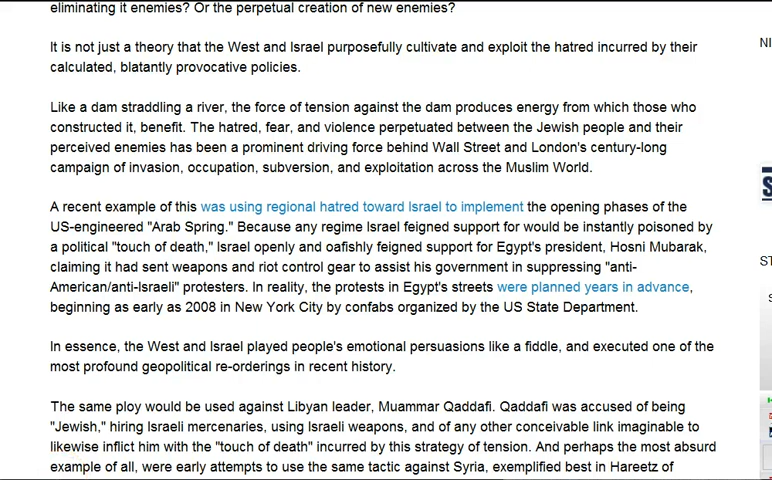 eliminating it enemies? Or the perpetual creation of new enemies?
It is not just a theory that the West and Israel purposefully cultivate and exploit the hatred incurred by their
calculated, blatantly provocative policies.
Like a dam straddling a river, the force of tension against the dam produces energy from which those who
constructed it, benefit. The hatred, fear, and violence perpetuated between the Jewish people and their
perceived enemies has been a prominent driving force behind Wall Street and London's century-long
campaign of invasion, occupation, subversion, and exploitation across the Muslim World.
A recent example of this was using regional hatred toward Israel to implement the opening phases of the
US-engineered "Arab Spring." Because any regime Israel feigned support for would be instantly poisoned by
a political "touch of death," Israel openly and oafishly feigned support for Egypt's president, Hosni Mubarak,
claiming it had sent weapons and riot control gear to assist his government in suppressing "anti-
American/anti-Israeli" protesters. In reality, the protests in Egypt's streets were planned years in advance,
beginning as early as 2008 in New York City by confabs organized by the US State Department.
In essence, the West and Israel played people's emotional persuasions like a fiddle, and executed one of the
most profound geopolitical re-orderings in recent history.
The same ploy would be used against Libyan leader, Muammar Qaddafi. Qaddafi was accused of being
"Jewish," hiring Israeli mercenaries, using Israeli weapons, and of any other conceivable link imaginable to
likewise inflict him with the "touch of death" incurred by this strategy of tension. And perhaps the most absurd
example of all, were early attempts to use the same tactic against Syria, exemplified best in Hareetz of
NI
S
ST